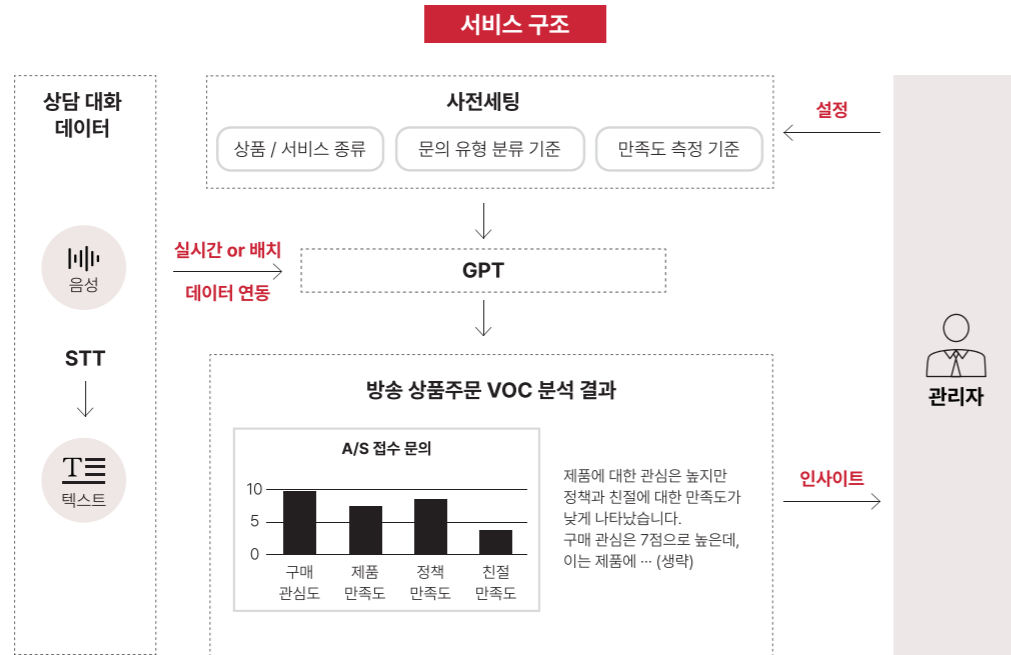 서비스 구조
상담 대화
데이터
음성
STT
텍스트
실시간 or 배치
데이터 연동
사전세팅
상품 / 서비스 종류
문의 유형 분류 기준
만족도 측정 기준
GPT
방송 상품주문 VOC 분석 결과
A/S 접수 문의
10
5
0
구매
관심도
제품
만족도
정책
만족도
친절
만족도
제품에 대한 관심은 높지만
정책과 친절에 대한 만족도가
낮게 나타났습니다.
구매 관심은 7점으로 높은데,
이는 제품에 ··· (생략)
설정
인사이트
관리자